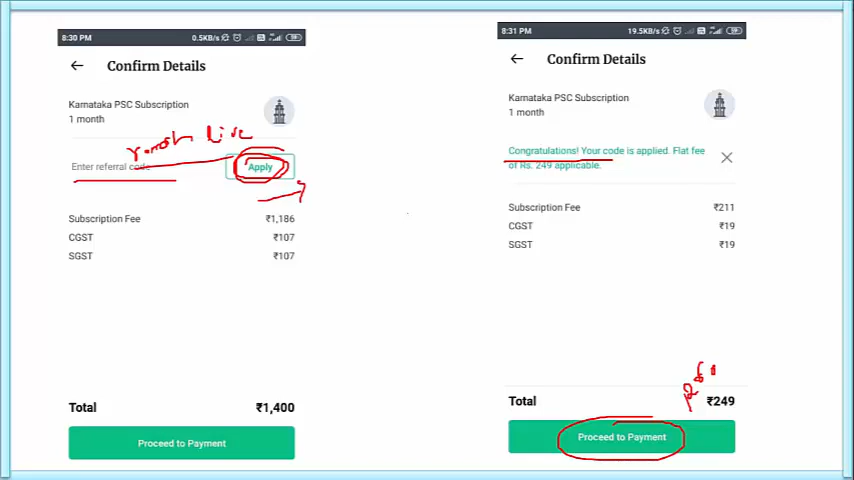 8:30 PM
0.5KB/s
Confirm Details
Karnataka PSC Subscription
1 month
live
Enter referral code
Apply
Subscription Fee ₹1,186
CGST ₹107
SGST ₹107
Total ₹1,400
Proceed to Payment
8:31 PM
19.5KB/s
Confirm Details
Karnataka PSC Subscription
1 month
Congratulations! Your code is applied. Flat fee
of Rs. 249 applicable.
Subscription Fee ₹211
CGST ₹19
SGST ₹19
Total ₹249
Proceed to Payment